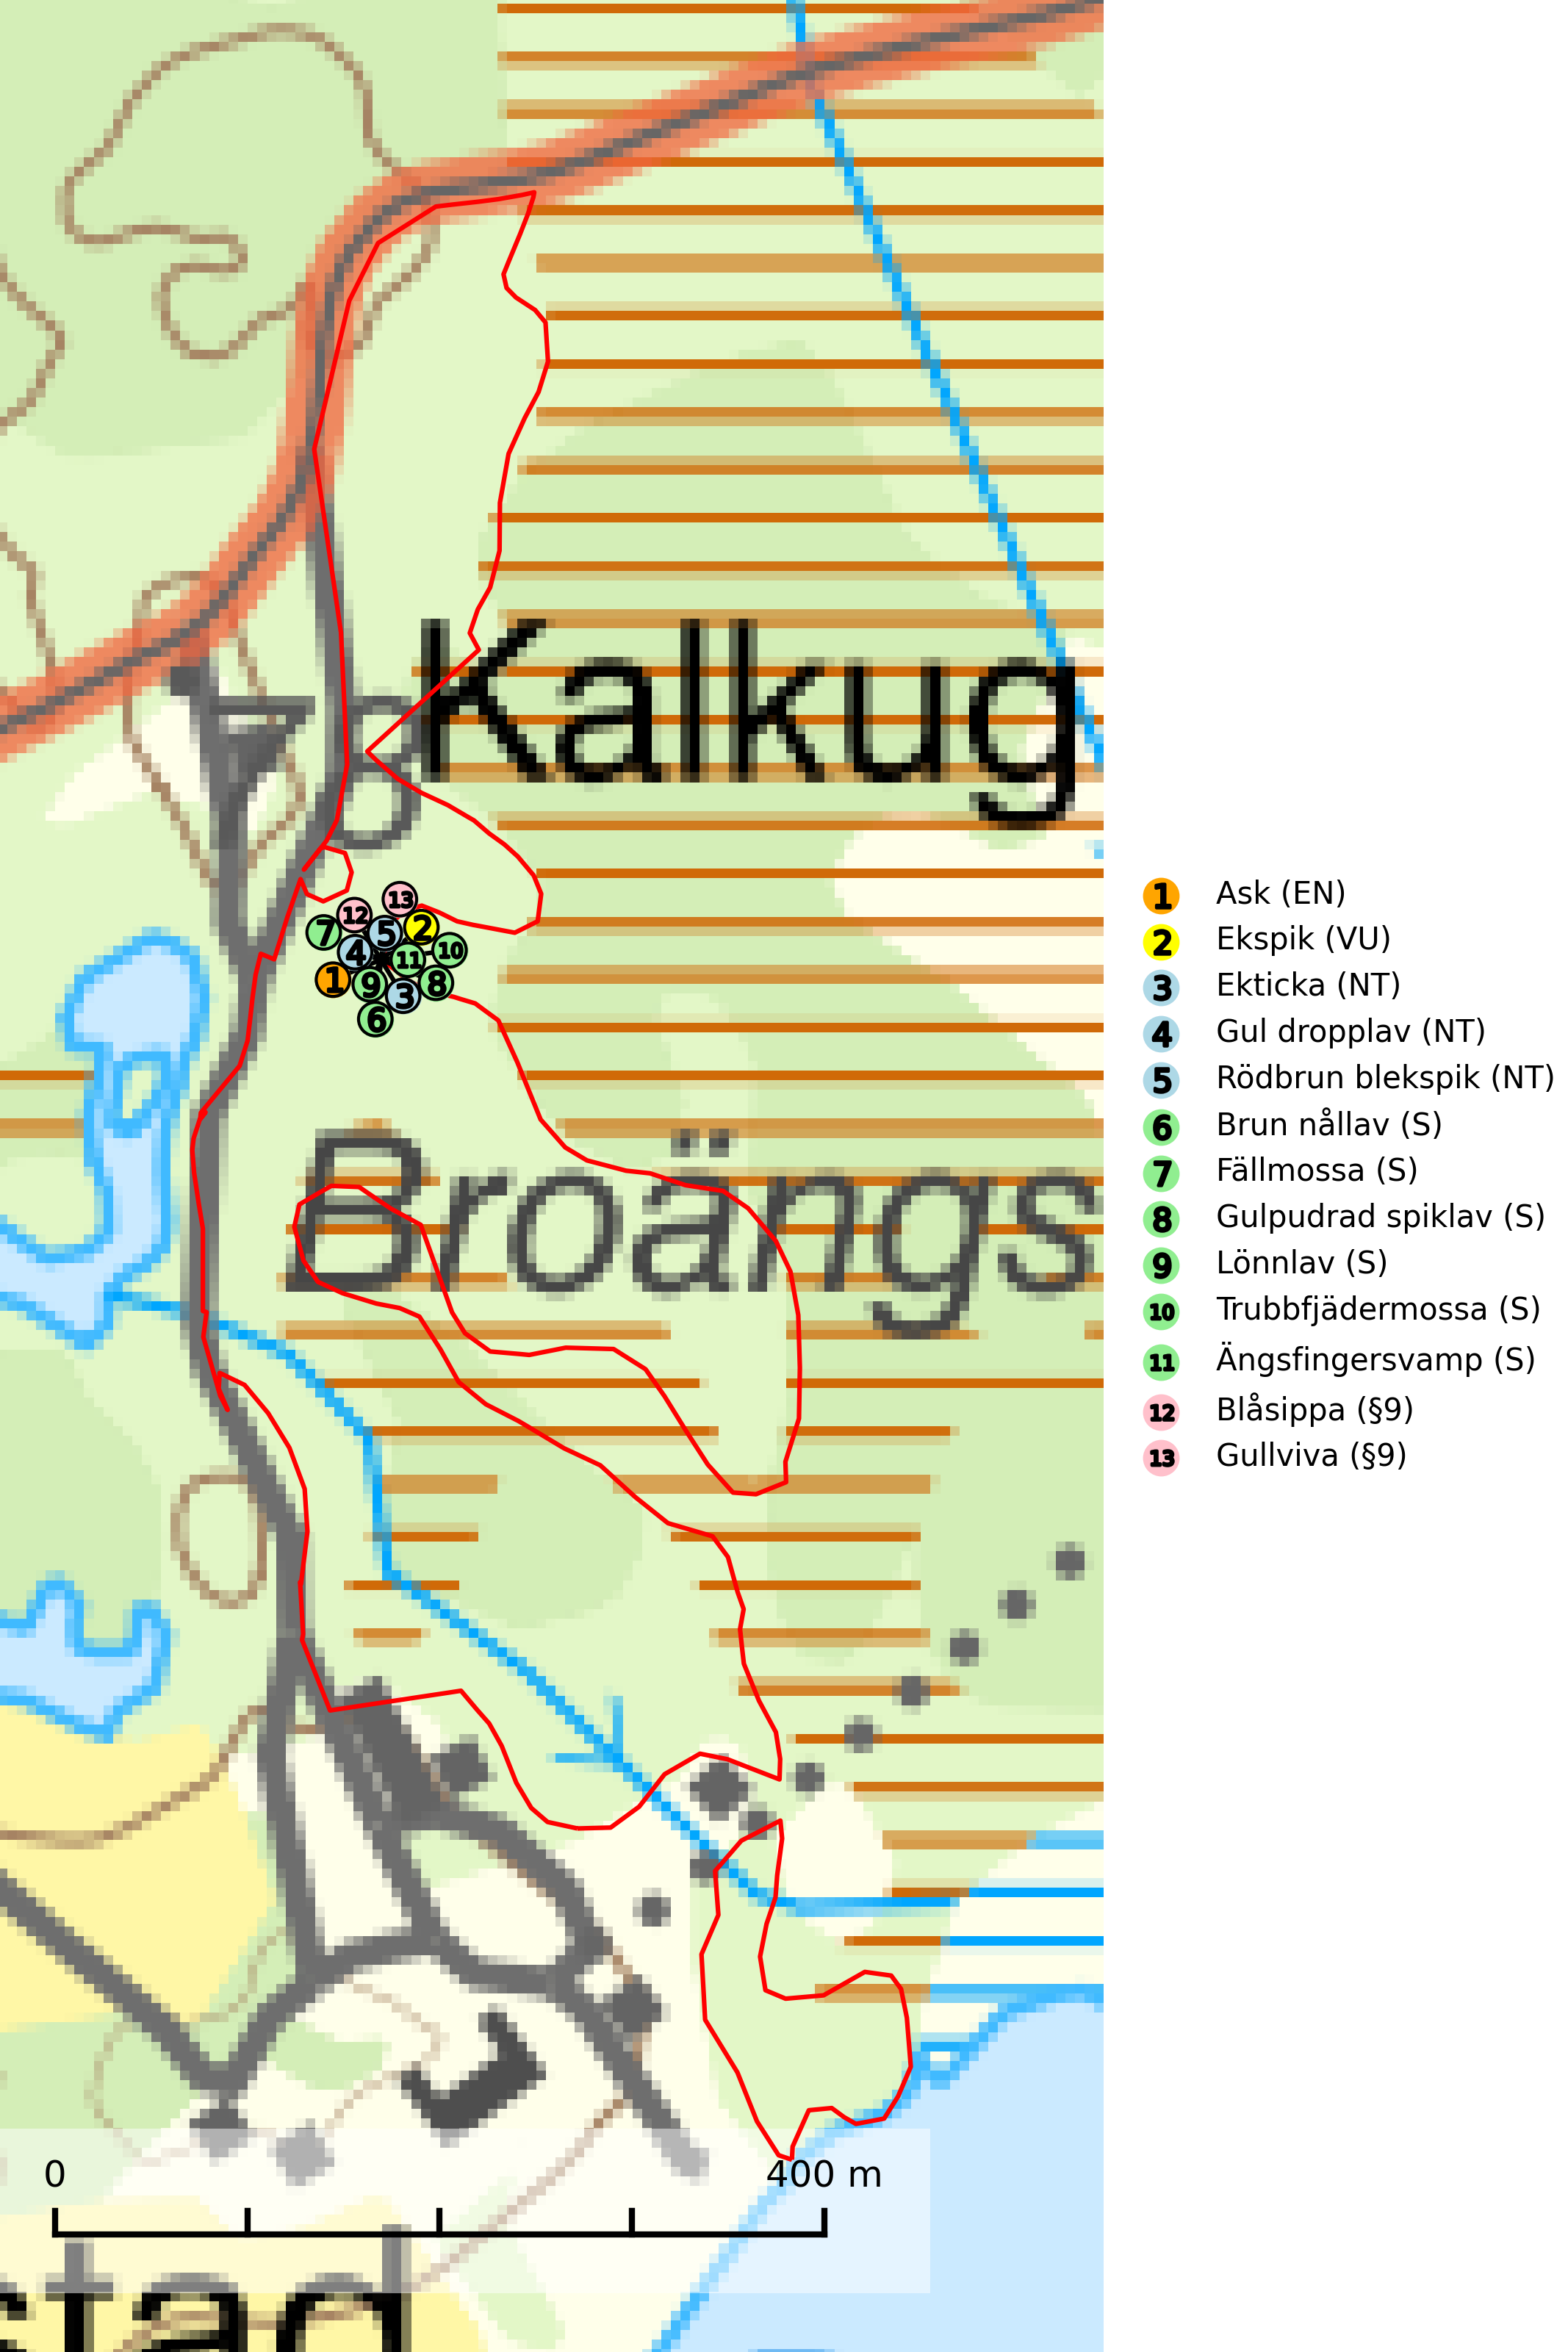 Kalkug
13
12
2
7
5
10
4
11
1
9
8
3
6
Broängs
0 400 m
stad
1 Ask (EN)
2 Ekspik (VU)
3 Ekticka (NT)
4 Gul dropplav (NT)
5 Rödbrun blekspik (NT)
6 Brun nållav (S)
7 Fällmossa (S)
8 Gulpudrad spiklav (S)
9 Lönnlav (S)
10 Trubbfjädermossa (S)
11 Ängsfingersvamp (S)
12 Blåsippa (§9)
13 Gullviva (§9)